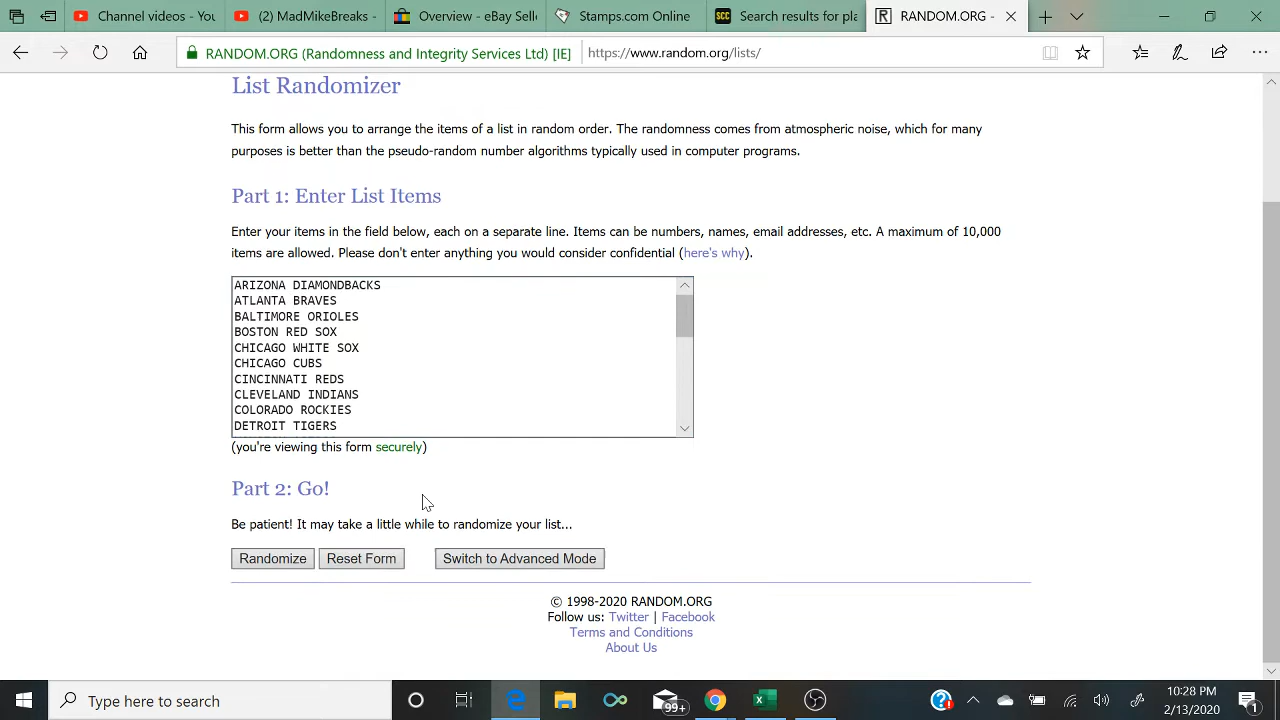 Channel videos - You
(2) MadMikeBreaks -
Overview - eBay Selle
Stamps.com Online
Search results for pla
RANDOM.ORG -
RANDOM.ORG (Randomness and Integrity Services Ltd) [IE]
https://www.random.org/lists/
List Randomizer
This form allows you to arrange the items of a list in random order. The randomness comes from atmospheric noise, which for many
purposes is better than the pseudo-random number algorithms typically used in computer programs.
Part 1: Enter List Items
Enter your items in the field below, each on a separate line. Items can be numbers, names, email addresses, etc. A maximum of 10,000
items are allowed. Please don't enter anything you would consider confidential (here's why).
ARIZONA DIAMONDBACKS
ATLANTA BRAVES
BALTIMORE ORIOLES
BOSTON RED SOX
CHICAGO WHITE SOX
CHICAGO CUBS
CINCINNATI REDS
CLEVELAND INDIANS
COLORADO ROCKIES
DETROIT TIGERS
(you're viewing this form securely)
Part 2: Go!
Be patient! It may take a little while to randomize your list...
Randomize
Reset Form
Switch to Advanced Mode
© 1998-2020 RANDOM.ORG
Follow us: Twitter | Facebook
Terms and Conditions
About Us
Type here to search
99+
10:28 PM
2/13/2020
1